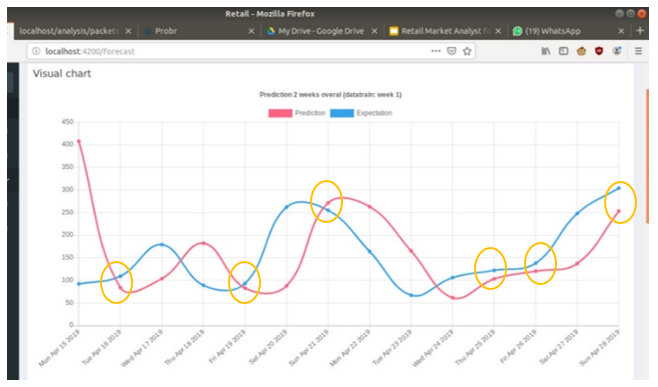 Retail - Mozilla Firefox
localhost/analysis/packets
Probr
My Drive - Google Drive
Retail Market Analyst fo
(19) WhatsApp
localhost:4200/forecast
Visual chart
Prediction 2 weeks overal (datatrain: week 1)
Prediction
Expectation
450
400
350
300
250
200
150
100
50
0
Mon Apr 15 2019
Tue Apr 16 2019
Wed Apr 17 2019
Thu Apr 18 2019
Fri Apr 19 2019
Sat Apr 20 2019
Sun Apr 21 2019
Mon Apr 22 2019
Tue Apr 23 2019
Wed Apr 24 2019
Thu Apr 25 2019
Fri Apr 26 2019
Sat Apr 27 2019
Sun Apr 28 2019